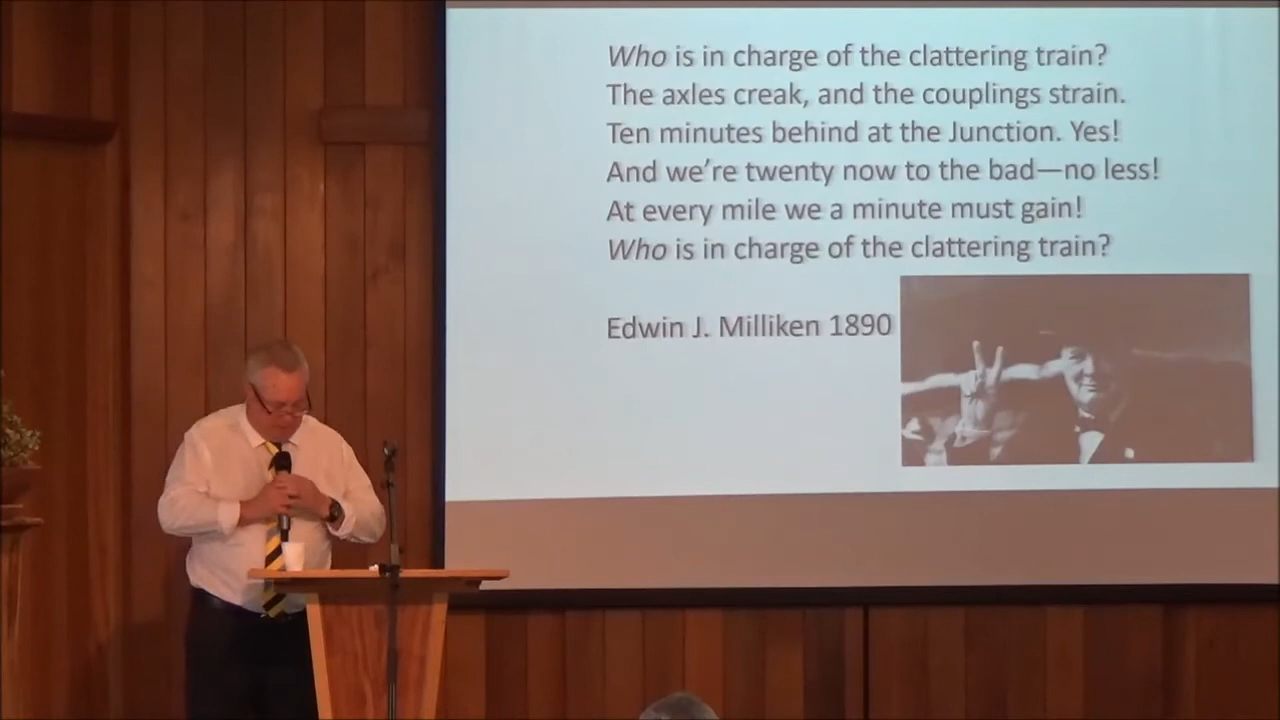 Who is in charge of the clattering train?
The axles creak, and the couplings strain.
Ten minutes behind at the Junction. Yes!
And we’re twenty now to the bad—no less!
At every mile we a minute must gain!
Who is in charge of the clattering train?
Edwin J. Milliken 1890